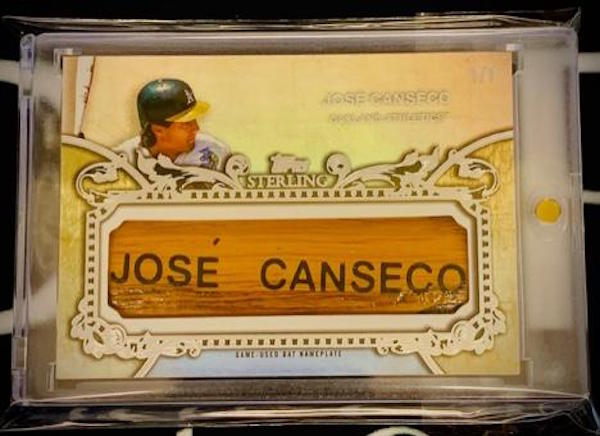 JOSE CANSECO
OAKLAND ATHLETICS
1/1
Topps
STERLING
JOSÉ CANSECO
GAME-USED BAT NAMEPLATE